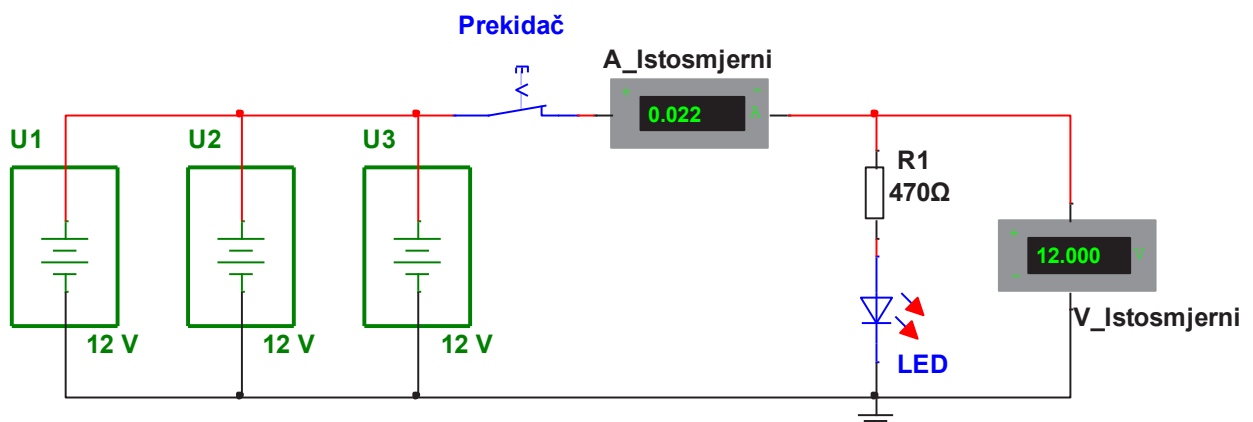 Prekidač
A_Istosmjerni
+
−
0.022
A
U1
U2
U3
12 V
12 V
12 V
R1
470Ω
LED
+
−
12.000
V
V_Istosmjerni